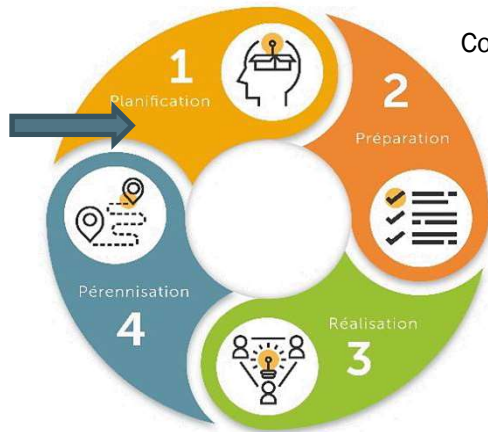 Co
1
Planification
2
Préparation
Réalisation
3
Pérennisation
4